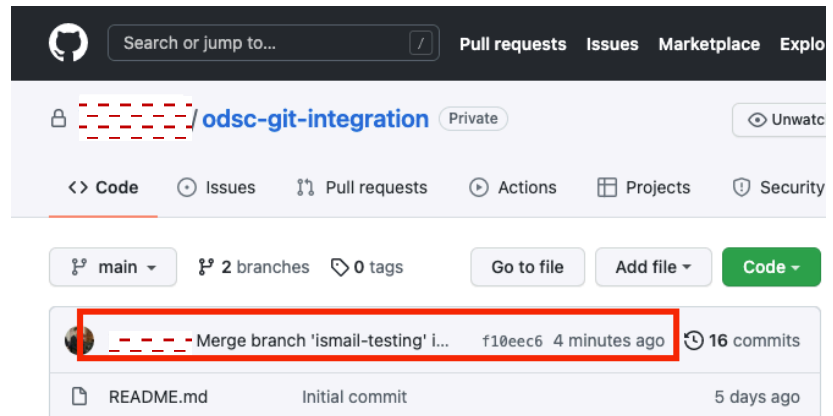 Search or jump to... / Pull requests Issues Marketplace Explo
/ odsc-git-integration Private Unwatc
<> Code Issues Pull requests Actions Projects Security
main 2 branches 0 tags Go to file Add file Code
Merge branch 'ismail-testing' i... f10eec6 4 minutes ago 16 commits
README.md Initial commit 5 days ago